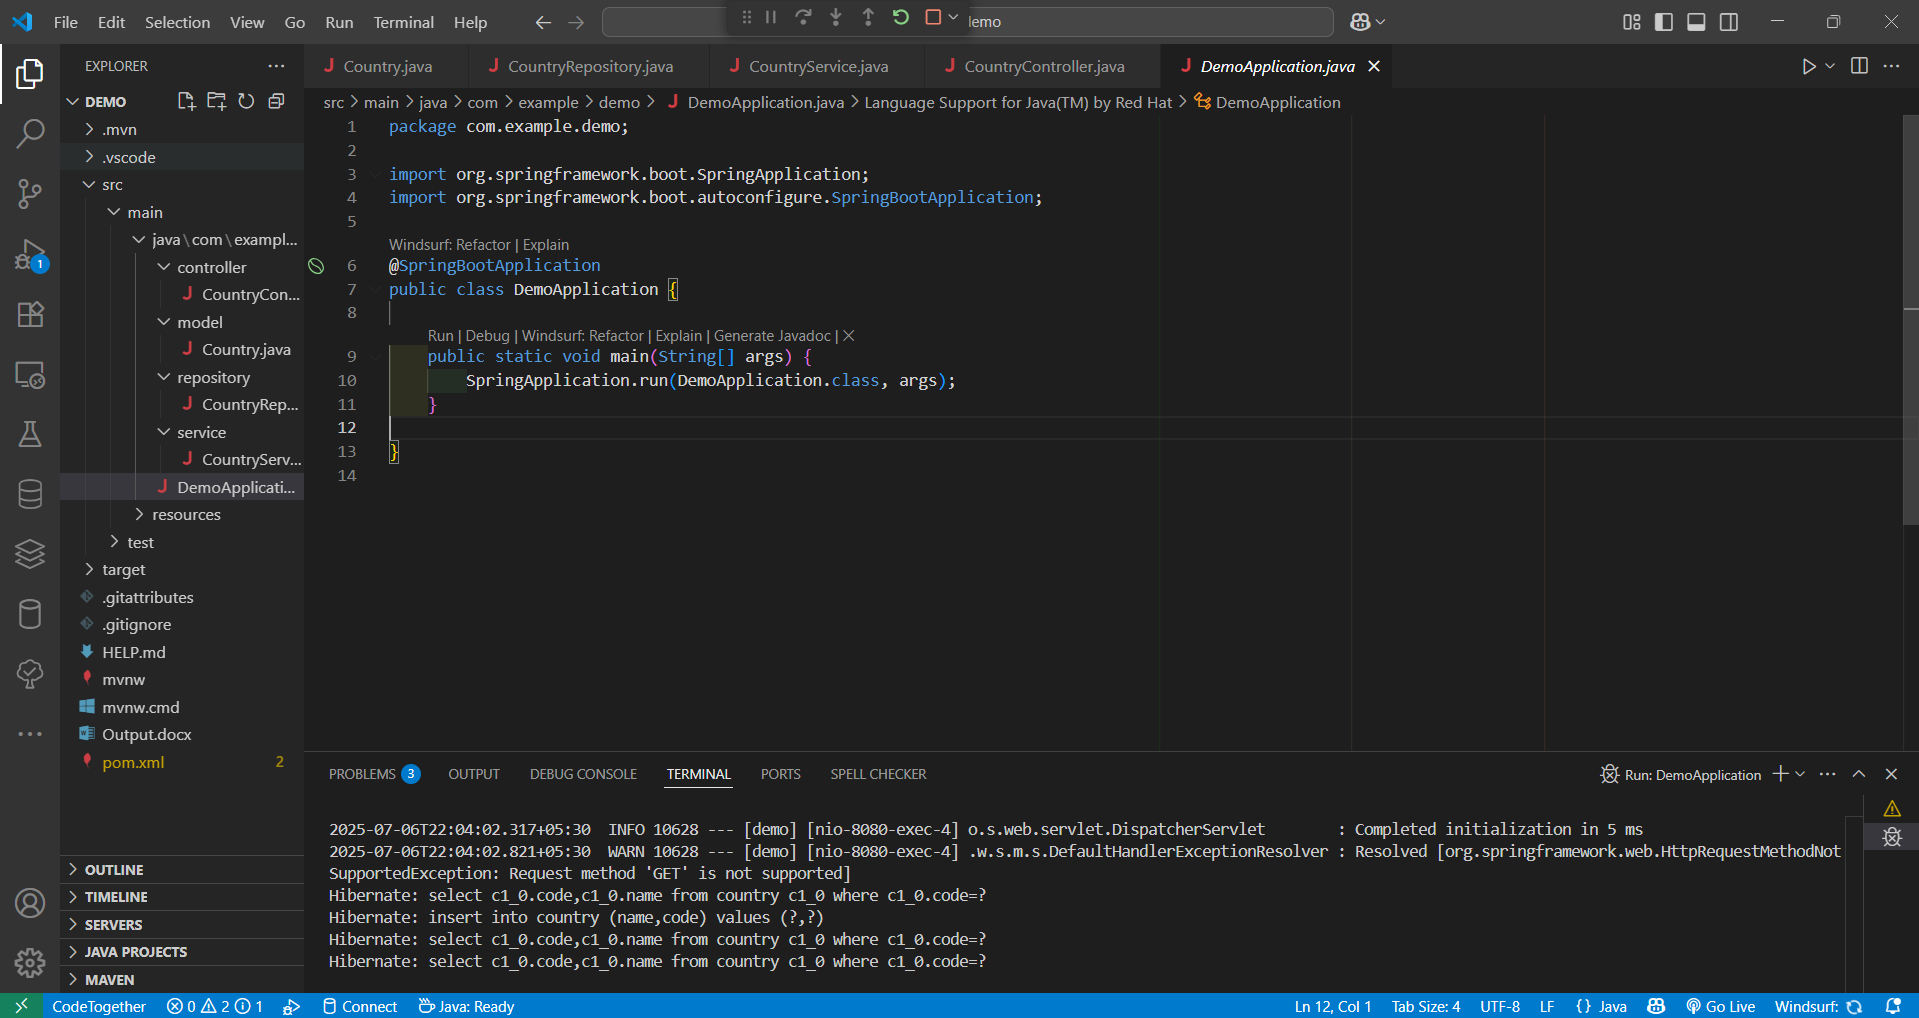 File Edit Selection View Go Run Terminal Help
emo
EXPLORER
Country.java CountryRepository.java CountryService.java CountryController.java DemoApplication.java
DEMO
src > main > java > com > example > demo > DemoApplication.java > Language Support for Java(TM) by Red Hat > DemoApplication
.mvn
.vscode
src
main
java\com\exampl...
controller
CountryCon...
model
Country.java
repository
CountryRep...
service
CountryServ...
DemoApplicati...
resources
test
target
.gitattributes
.gitignore
HELP.md
mvnw
mvnw.cmd
Output.docx
pom.xml 2
OUTLINE
TIMELINE
SERVERS
JAVA PROJECTS
MAVEN
1
1 package com.example.demo;
2
3 import org.springframework.boot.SpringApplication;
4 import org.springframework.boot.autoconfigure.SpringBootApplication;
5
Windsurf: Refactor | Explain
6 @SpringBootApplication
7 public class DemoApplication {
8
Run | Debug | Windsurf: Refactor | Explain | Generate Javadoc | ×
9 public static void main(String[] args) {
10 SpringApplication.run(DemoApplication.class, args);
11 }
12
13 }
14
PROBLEMS 3 OUTPUT DEBUG CONSOLE TERMINAL PORTS SPELL CHECKER
Run: DemoApplication
2025-07-06T22:04:02.317+05:30 INFO 10628 --- [demo] [nio-8080-exec-4] o.s.web.servlet.DispatcherServlet : Completed initialization in 5 ms
2025-07-06T22:04:02.821+05:30 WARN 10628 --- [demo] [nio-8080-exec-4] .w.s.m.s.DefaultHandlerExceptionResolver : Resolved [org.springframework.web.HttpRequestMethodNot
SupportedException: Request method 'GET' is not supported]
Hibernate: select c1_0.code,c1_0.name from country c1_0 where c1_0.code=?
Hibernate: insert into country (name,code) values (?,?)
Hibernate: select c1_0.code,c1_0.name from country c1_0 where c1_0.code=?
Hibernate: select c1_0.code,c1_0.name from country c1_0 where c1_0.code=?
CodeTogether 0 2 1 Connect Java: Ready Ln 12, Col 1 Tab Size: 4 UTF-8 LF {} Java Go Live Windsurf: